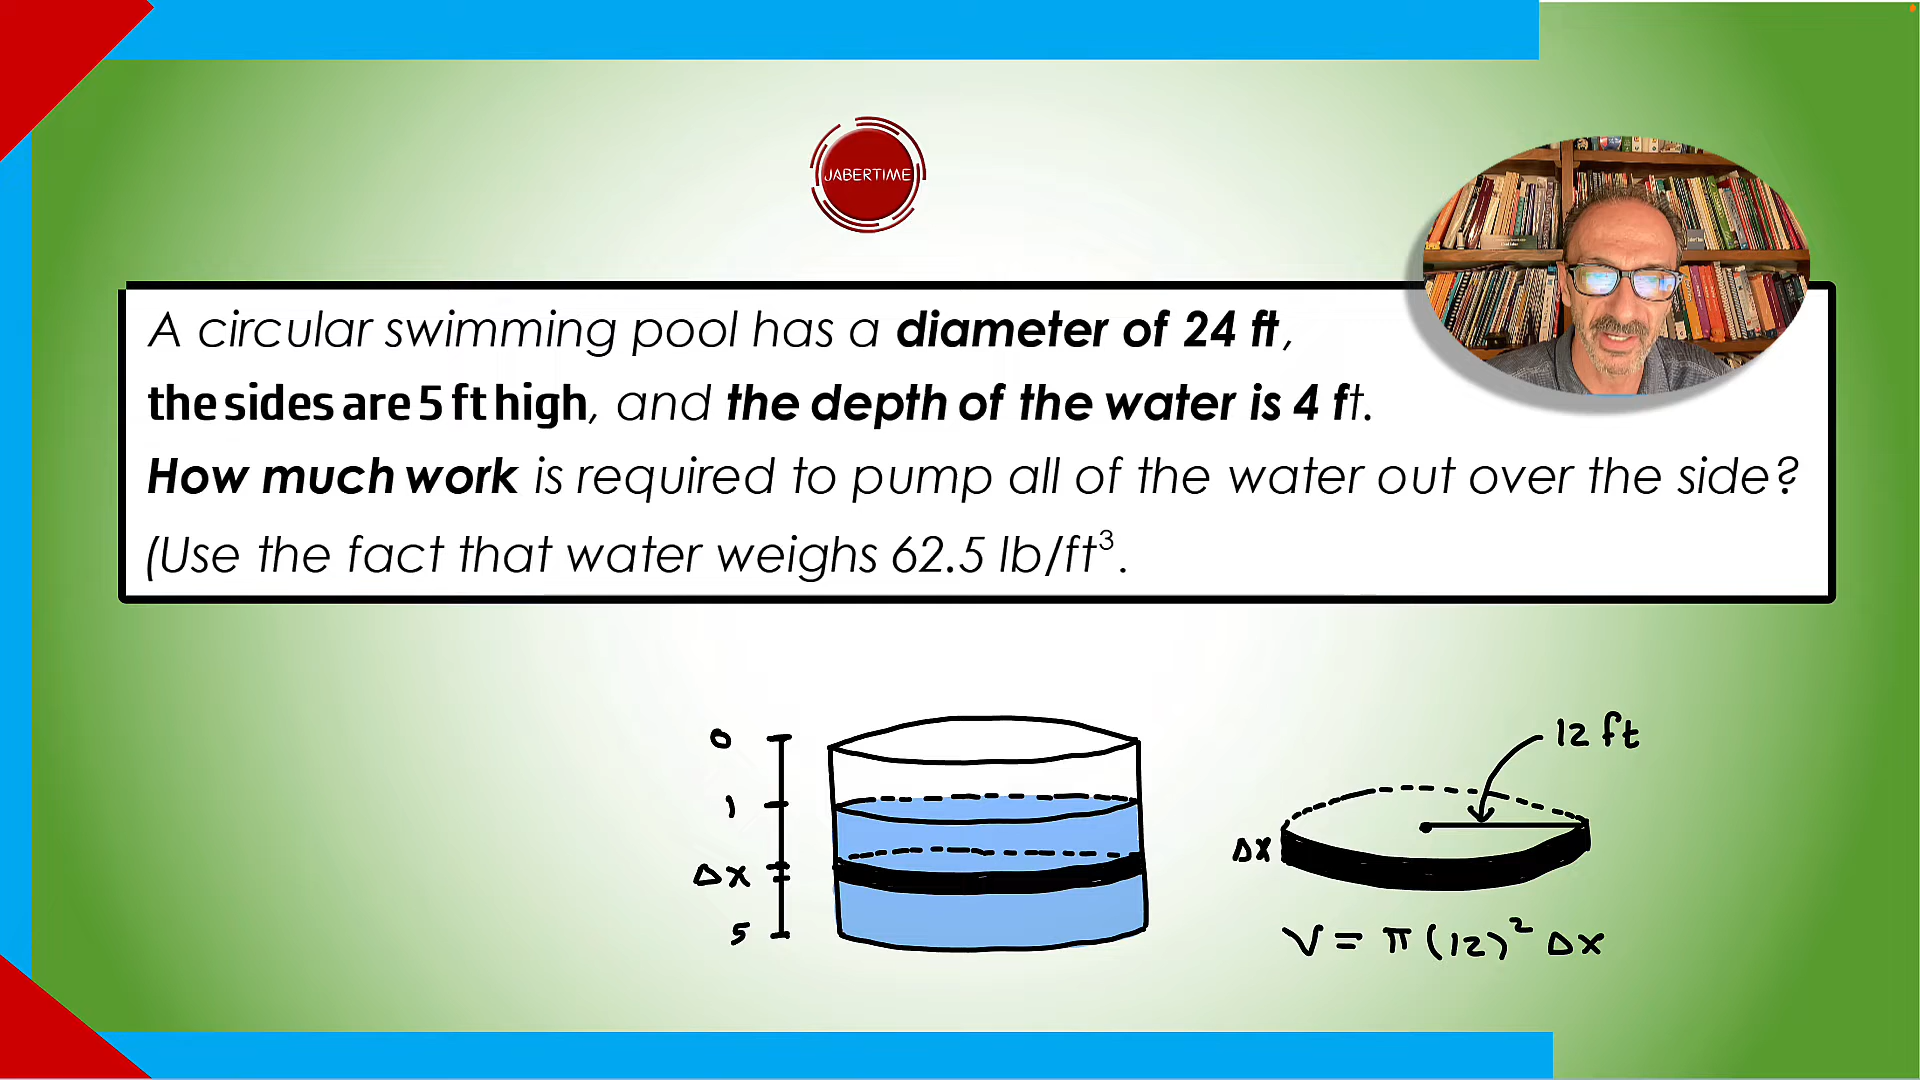 JABERTIME
A circular swimming pool has a diameter of 24 ft,
the sides are 5 ft high, and the depth of the water is 4 ft.
How much work is required to pump all of the water out over the side?
(Use the fact that water weighs 62.5 lb/ft³.
0
1
Δx
5
12 ft
Δx
V = π(12)² Δx